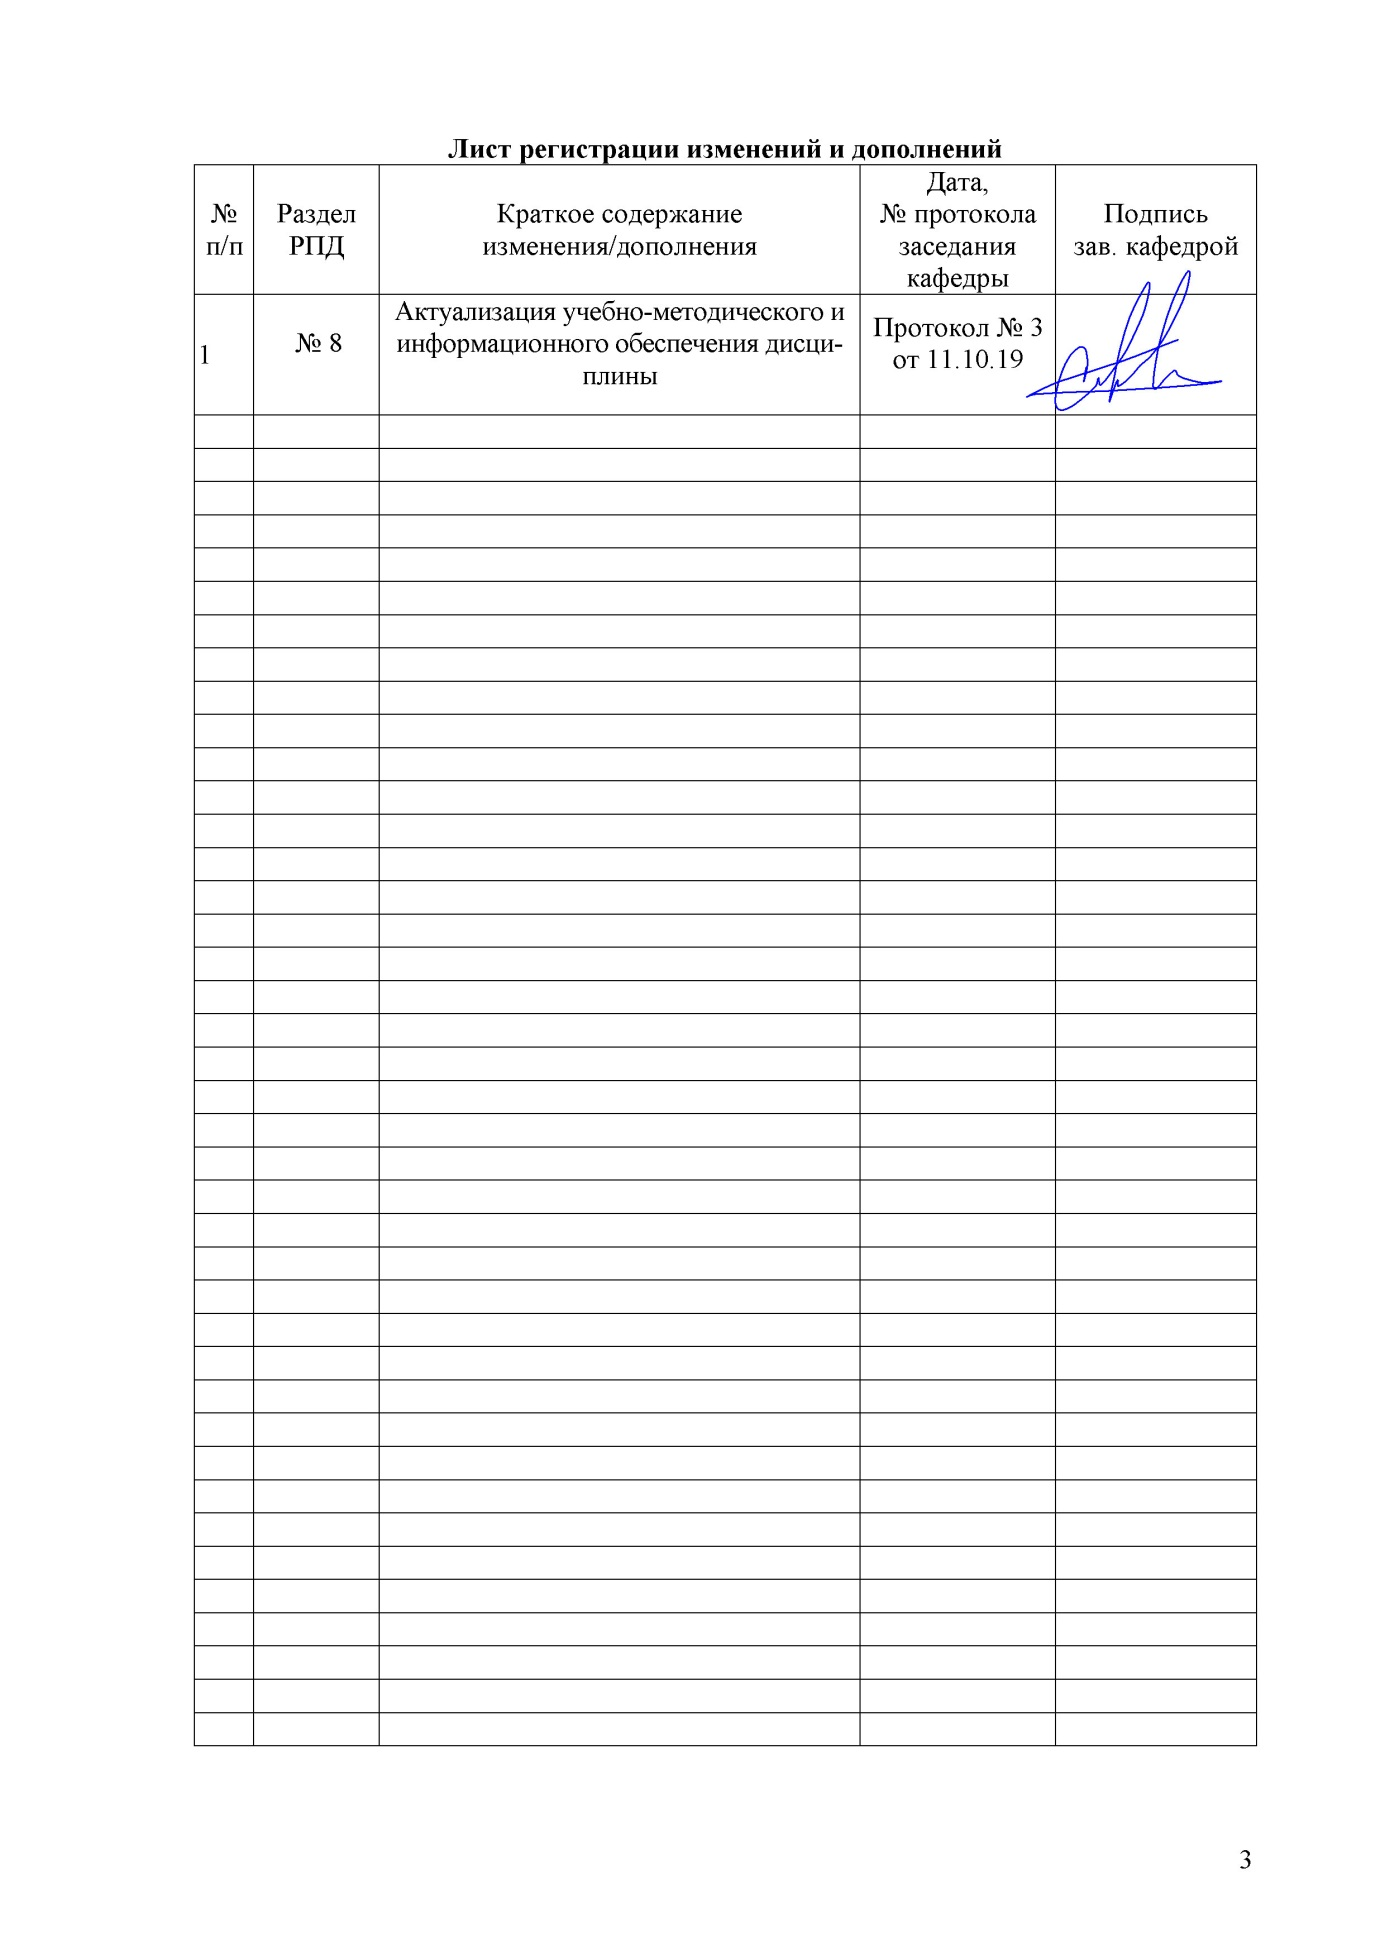 Лист регистрации изменений и дополнений
№
п/п
Раздел
РПД
Краткое содержание
изменения/дополнения
Дата,
№ протокола
заседания
кафедры
Подпись
зав. кафедрой
1
№ 8
Актуализация учебно-методического и
информационного обеспечения дисци-
плины
Протокол № 3
от 11.10.19
3